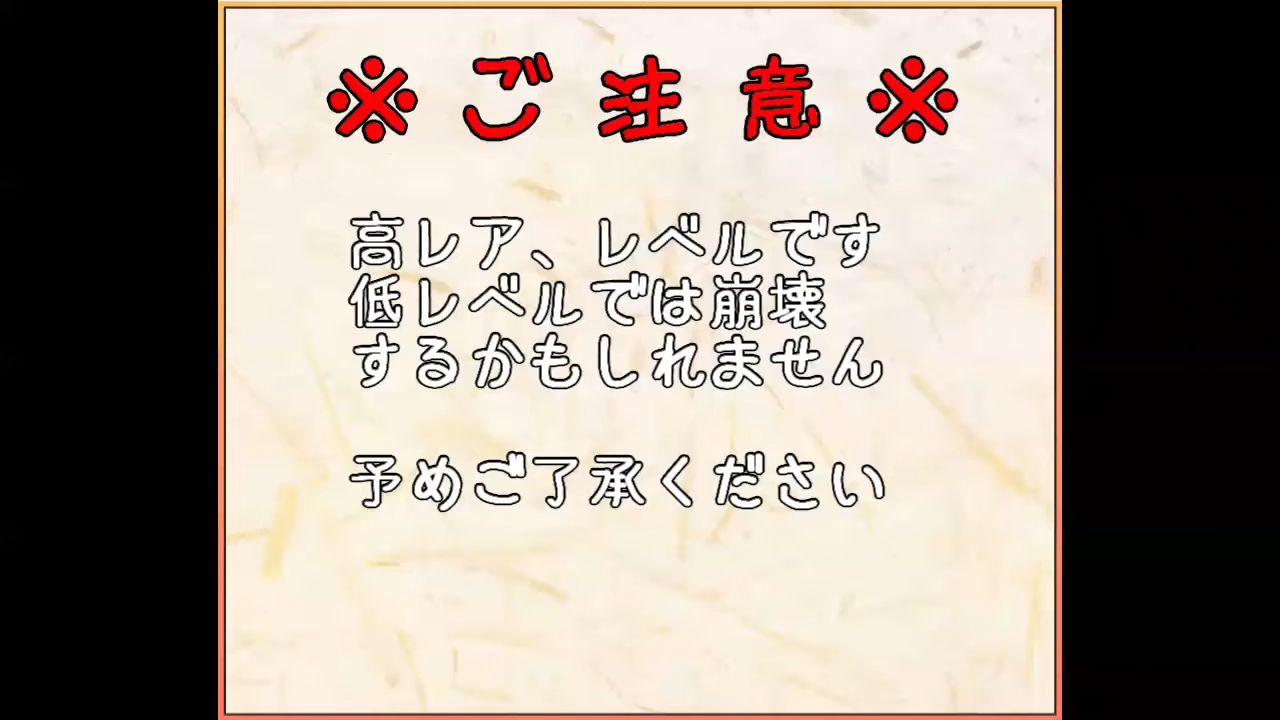 ※ご注意※
高レア、レベルです
低レベルでは崩壊
するかもしれません
予めご了承ください